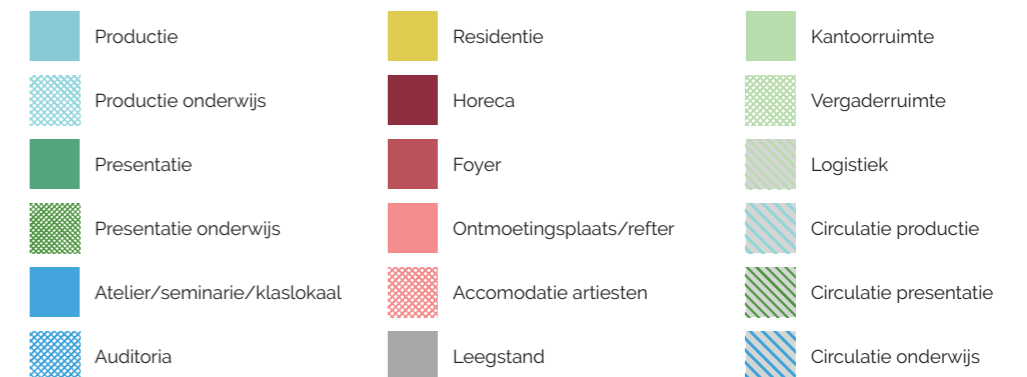 Productie
Productie onderwijs
Presentatie
Presentatie onderwijs
Atelier/seminarie/klaslokaal
Auditoria
Residentie
Horeca
Foyer
Ontmoetingsplaats/refter
Accomodatie artiesten
Leegstand
Kantoorruimte
Vergaderruimte
Logistiek
Circulatie productie
Circulatie presentatie
Circulatie onderwijs